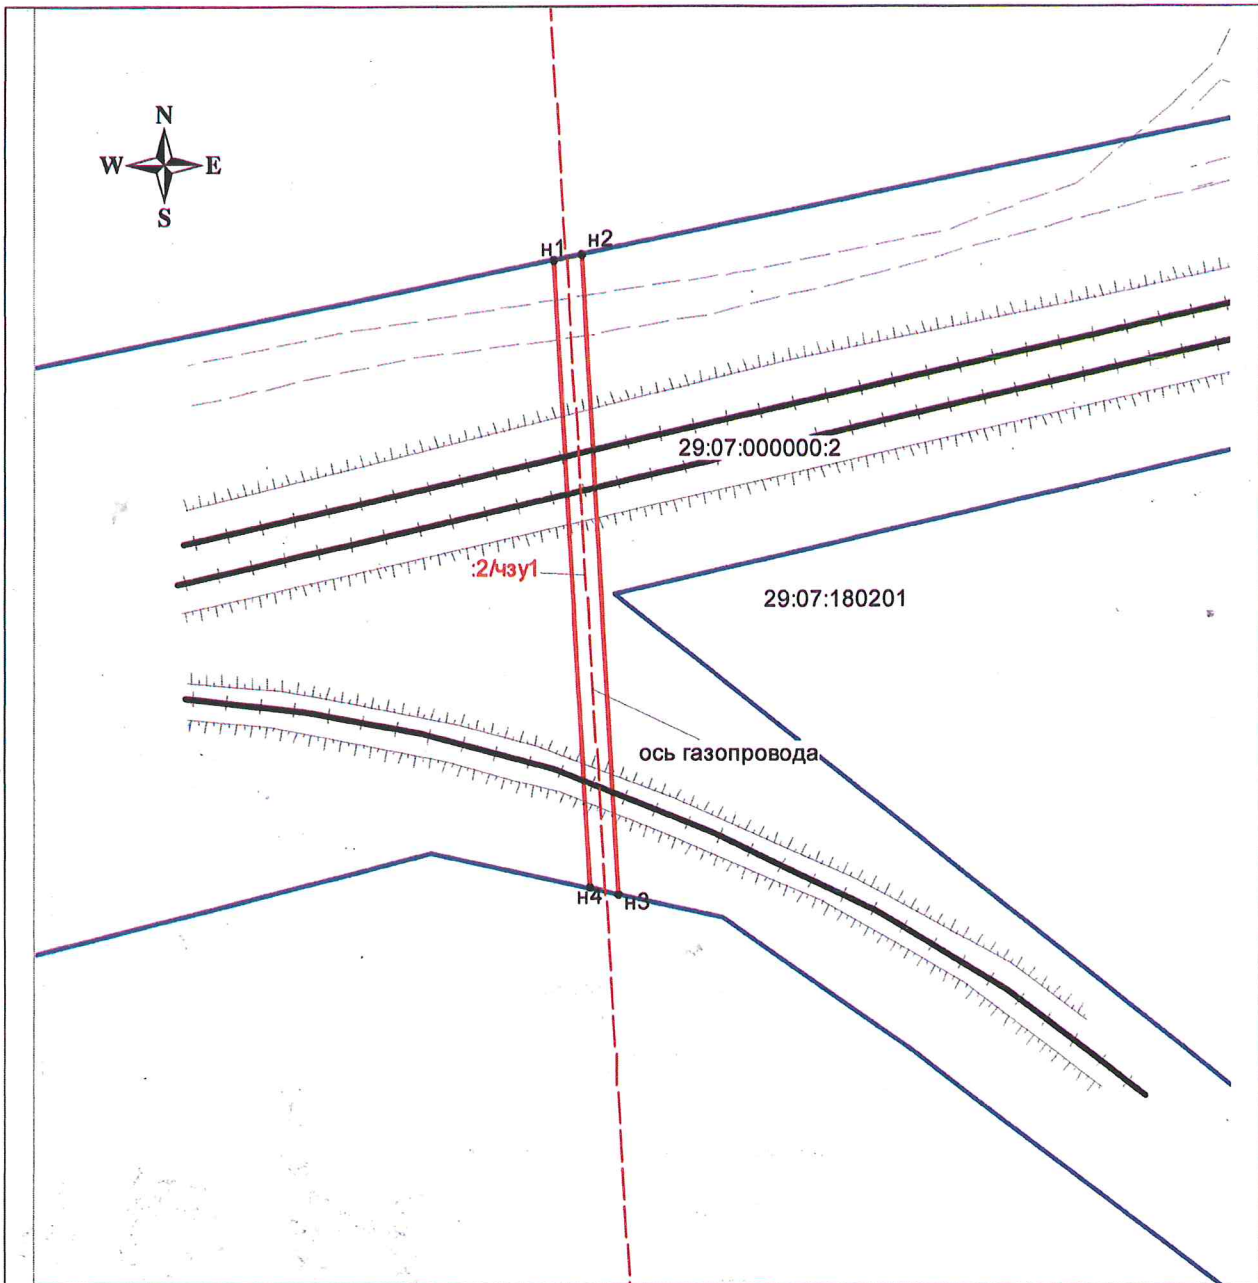 N
W E
S
н1 н2
29:07:000000:2
:2/чзу1
29:07:180201
ось газопровода
н4 н3